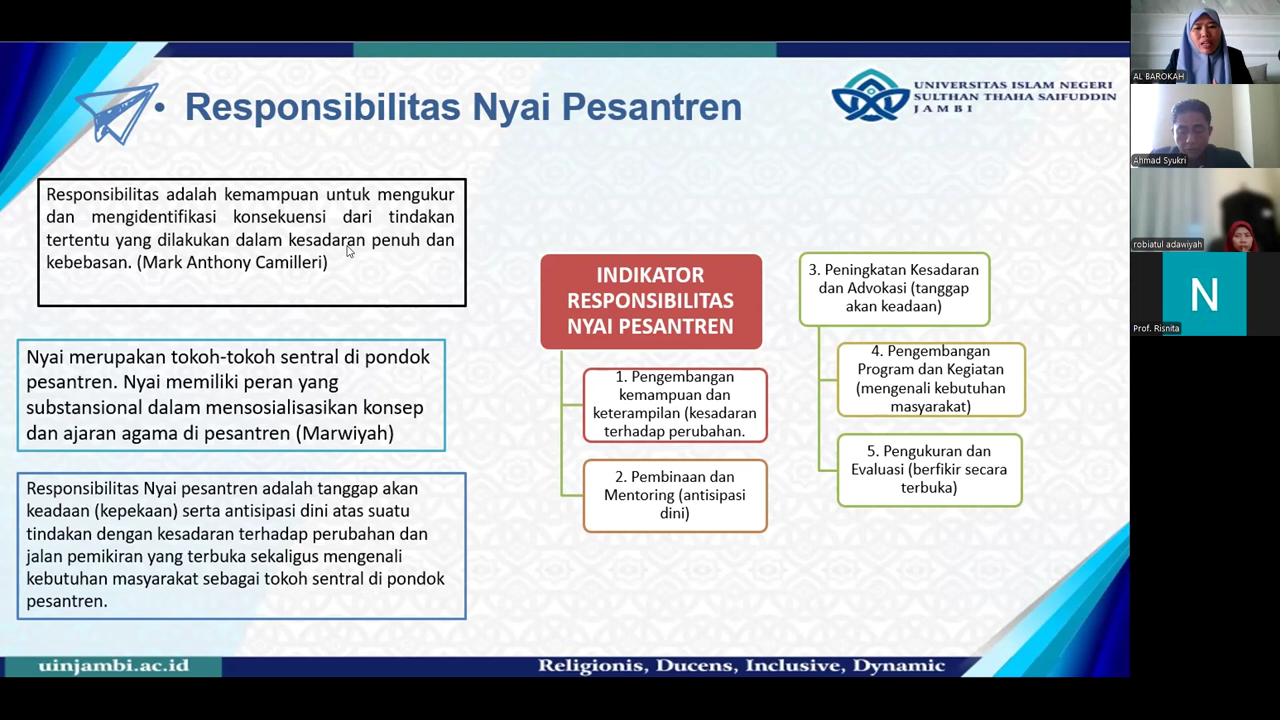 • Responsibilitas Nyai Pesantren
UNIVERSITAS ISLAM NEGERI
SULTHAN THAHA SAIFUDDIN
JAMBI
Responsibilitas adalah kemampuan untuk mengukur
dan mengidentifikasi konsekuensi dari tindakan
tertentu yang dilakukan dalam kesadaran penuh dan
kebebasan. (Mark Anthony Camilleri)
Nyai merupakan tokoh-tokoh sentral di pondok
pesantren. Nyai memiliki peran yang
substansional dalam mensosialisasikan konsep
dan ajaran agama di pesantren (Marwiyah)
Responsibilitas Nyai pesantren adalah tanggap akan
keadaan (kepekaan) serta antisipasi dini atas suatu
tindakan dengan kesadaran terhadap perubahan dan
jalan pemikiran yang terbuka sekaligus mengenali
kebutuhan masyarakat sebagai tokoh sentral di pondok
pesantren.
INDIKATOR
RESPONSIBILITAS
NYAI PESANTREN
1. Pengembangan
kemampuan dan
keterampilan (kesadaran
terhadap perubahan.
2. Pembinaan dan
Mentoring (antisipasi
dini)
3. Peningkatan Kesadaran
dan Advokasi (tanggap
akan keadaan)
4. Pengembangan
Program dan Kegiatan
(mengenali kebutuhan
masyarakat)
5. Pengukuran dan
Evaluasi (berfikir secara
terbuka)
uinjambi.ac.id
Religionis, Ducens, Inclusive, Dynamic
AL BAROKAH
Ahmad Syukri
robiatul adawiyah
N
Prof. Risnita